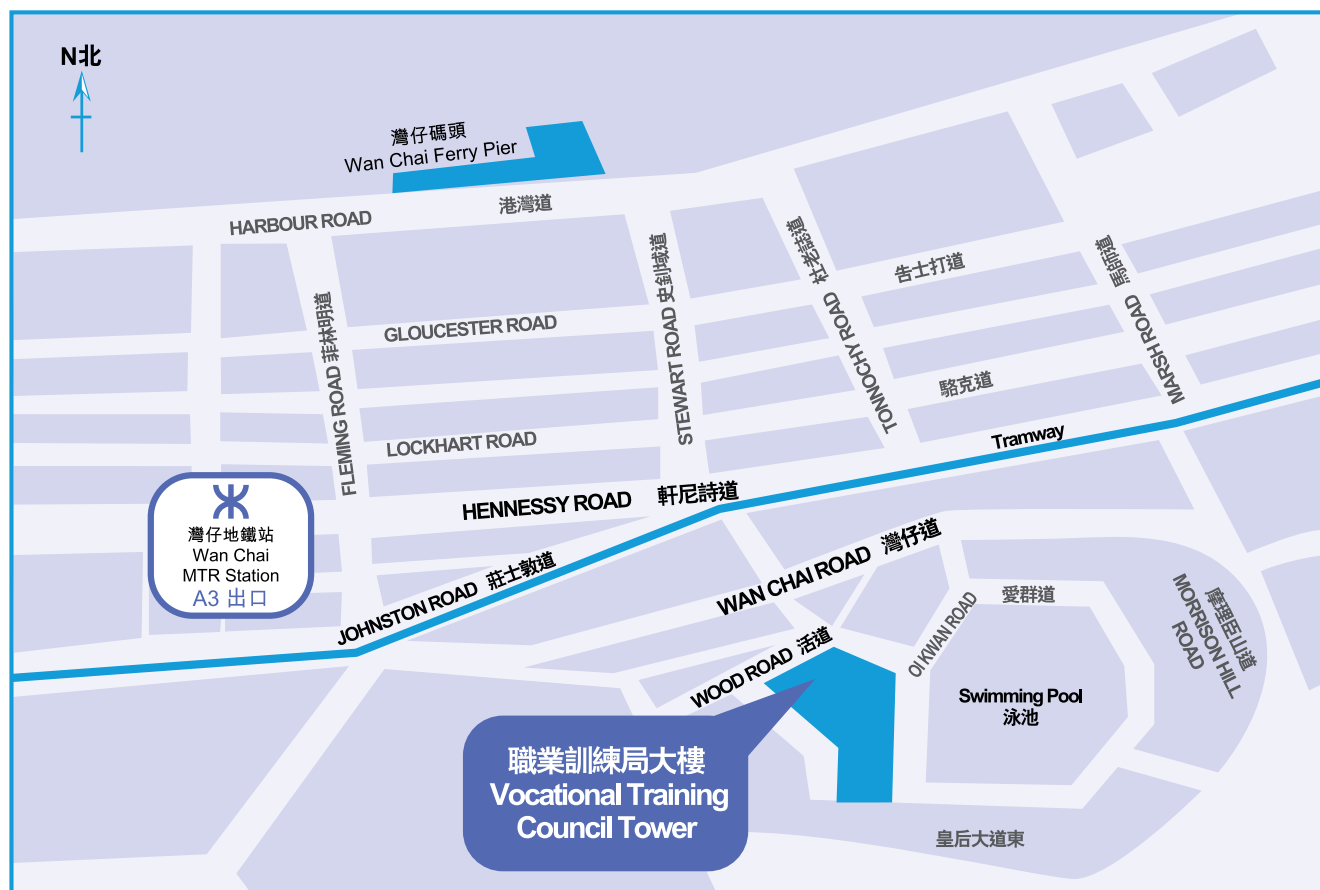 N北
灣仔碼頭
Wan Chai Ferry Pier
HARBOUR ROAD 港灣道
FLEMING ROAD 菲林明道
GLOUCESTER ROAD
告士打道
STEWART ROAD 史釗域道
TONNOCHY ROAD 杜老誌道
MARSH ROAD 馬師道
LOCKHART ROAD
駱克道
Tramway
HENNESSY ROAD 軒尼詩道
灣仔地鐵站
Wan Chai
MTR Station
A3 出口
JOHNSTON ROAD 莊士敦道
WAN CHAI ROAD 灣仔道
OI KWAN ROAD
愛群道
摩理臣山道
MORRISON HILL
ROAD
WOOD ROAD 活道
Swimming Pool
泳池
職業訓練局大樓
Vocational Training
Council Tower
皇后大道東